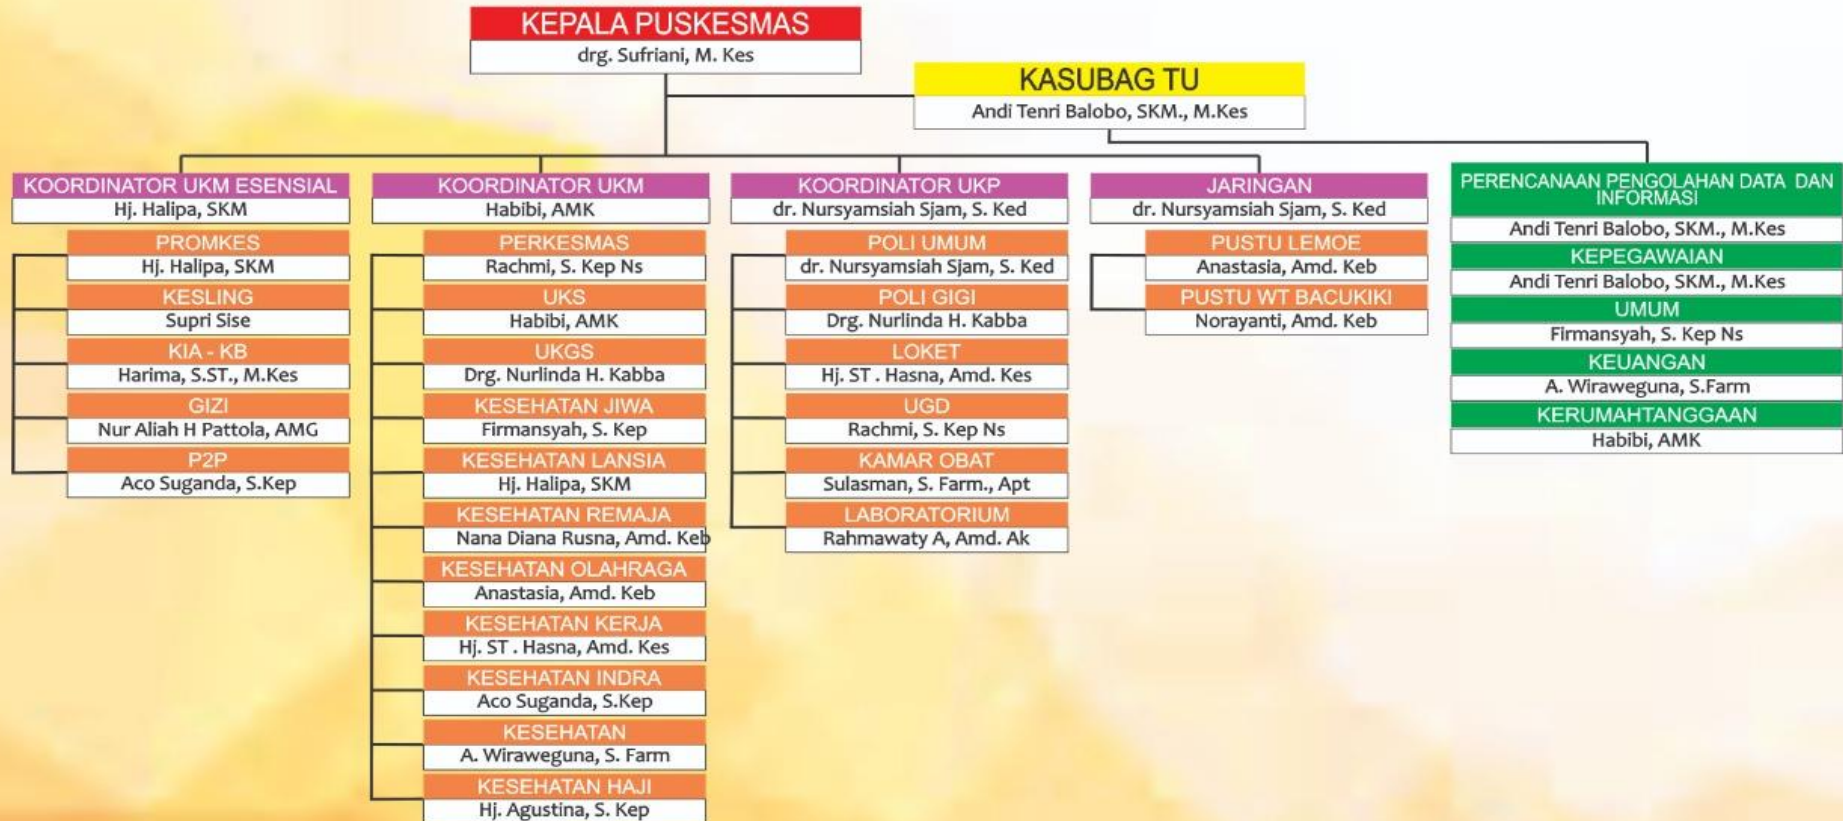 KEPALA PUSKESMAS
drg. Sufriani, M. Kes
KASUBAG TU
Andi Tenri Balobo, SKM., M.Kes
KOORDINATOR UKM ESENSIAL
Hj. Halipa, SKM
PROMKES
Hj. Halipa, SKM
KESLING
Supri Sise
KIA - KB
Harima, S.ST., M.Kes
GIZI
Nur Aliah H Pattola, AMG
P2P
Aco Suganda, S.Kep
KOORDINATOR UKM
Habibi, AMK
PERKESMAS
Rachmi, S. Kep Ns
UKS
Habibi, AMK
UKGS
Drg. Nurlinda H. Kabba
KESEHATAN JIWA
Firmansyah, S. Kep
KESEHATAN LANSIA
Hj. Halipa, SKM
KESEHATAN REMAJA
Nana Diana Rusna, Amd. Keb
KESEHATAN OLAHRAGA
Anastasia, Amd. Keb
KESEHATAN KERJA
Hj. ST . Hasna, Amd. Kes
KESEHATAN INDRA
Aco Suganda, S.Kep
KESEHATAN
A. Wiraweguna, S. Farm
KESEHATAN HAJI
Hj. Agustina, S. Kep
KOORDINATOR UKP
dr. Nursyamsiah Sjam, S. Ked
POLI UMUM
dr. Nursyamsiah Sjam, S. Ked
POLI GIGI
Drg. Nurlinda H. Kabba
LOKET
Hj. ST . Hasna, Amd. Kes
UGD
Rachmi, S. Kep Ns
KAMAR OBAT
Sulasman, S. Farm., Apt
LABORATORIUM
Rahmawaty A, Amd. Ak
JARINGAN
dr. Nursyamsiah Sjam, S. Ked
PUSTU LEMOE
Anastasia, Amd. Keb
PUSTU WT BACUKIKI
Norayanti, Amd. Keb
PERENCANAAN PENGOLAHAN DATA DAN
INFORMASI
Andi Tenri Balobo, SKM., M.Kes
KEPEGAWAIAN
Andi Tenri Balobo, SKM., M.Kes
UMUM
Firmansyah, S. Kep Ns
KEUANGAN
A. Wiraweguna, S.Farm
KERUMAHTANGGAAN
Habibi, AMK